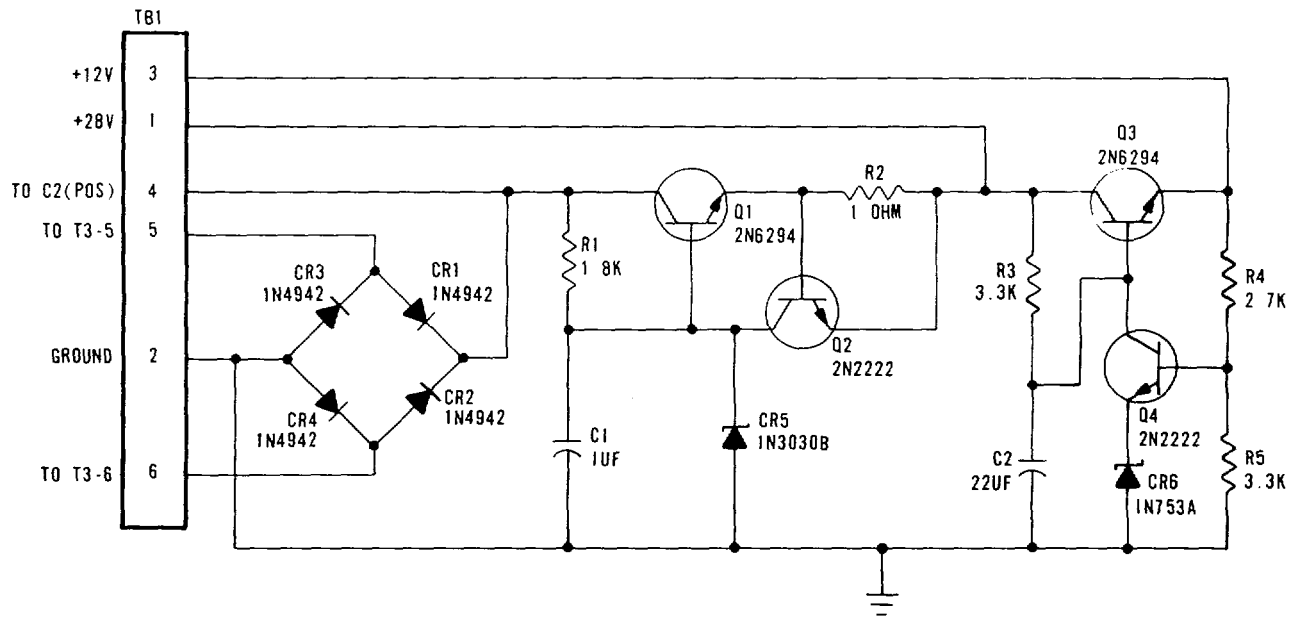 TB1
+12V 3
+28V 1
TO C2(POS) 4
TO T3-5 5
GROUND 2
TO T3-6 6
CR3
1N4942
CR1
1N4942
CR4
1N4942
CR2
1N4942
R1
1 8K
C1
1UF
Q1
2N6294
R2
1 OHM
Q2
2N2222
CR5
1N3030B
R3
3.3K
C2
22UF
Q3
2N6294
R4
2 7K
Q4
2N2222
CR6
1N753A
R5
3.3K